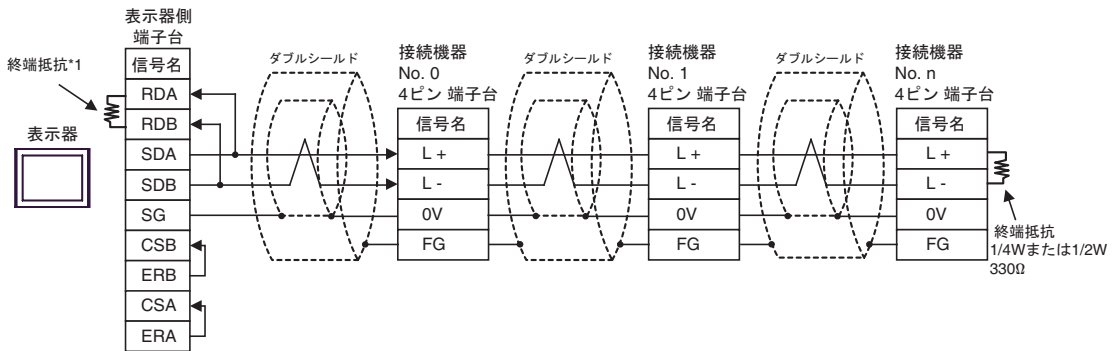 表示器側
端子台
終端抵抗*1
表示器
信号名
RDA
RDB
SDA
SDB
SG
CSB
ERB
CSA
ERA
ダブルシールド
接続機器
No. 0
4ピン 端子台
信号名
L +
L -
0V
FG
ダブルシールド
接続機器
No. 1
4ピン 端子台
信号名
L +
L -
0V
FG
ダブルシールド
接続機器
No. n
4ピン 端子台
信号名
L +
L -
0V
FG
終端抵抗
1/4Wまたは1/2W
330Ω